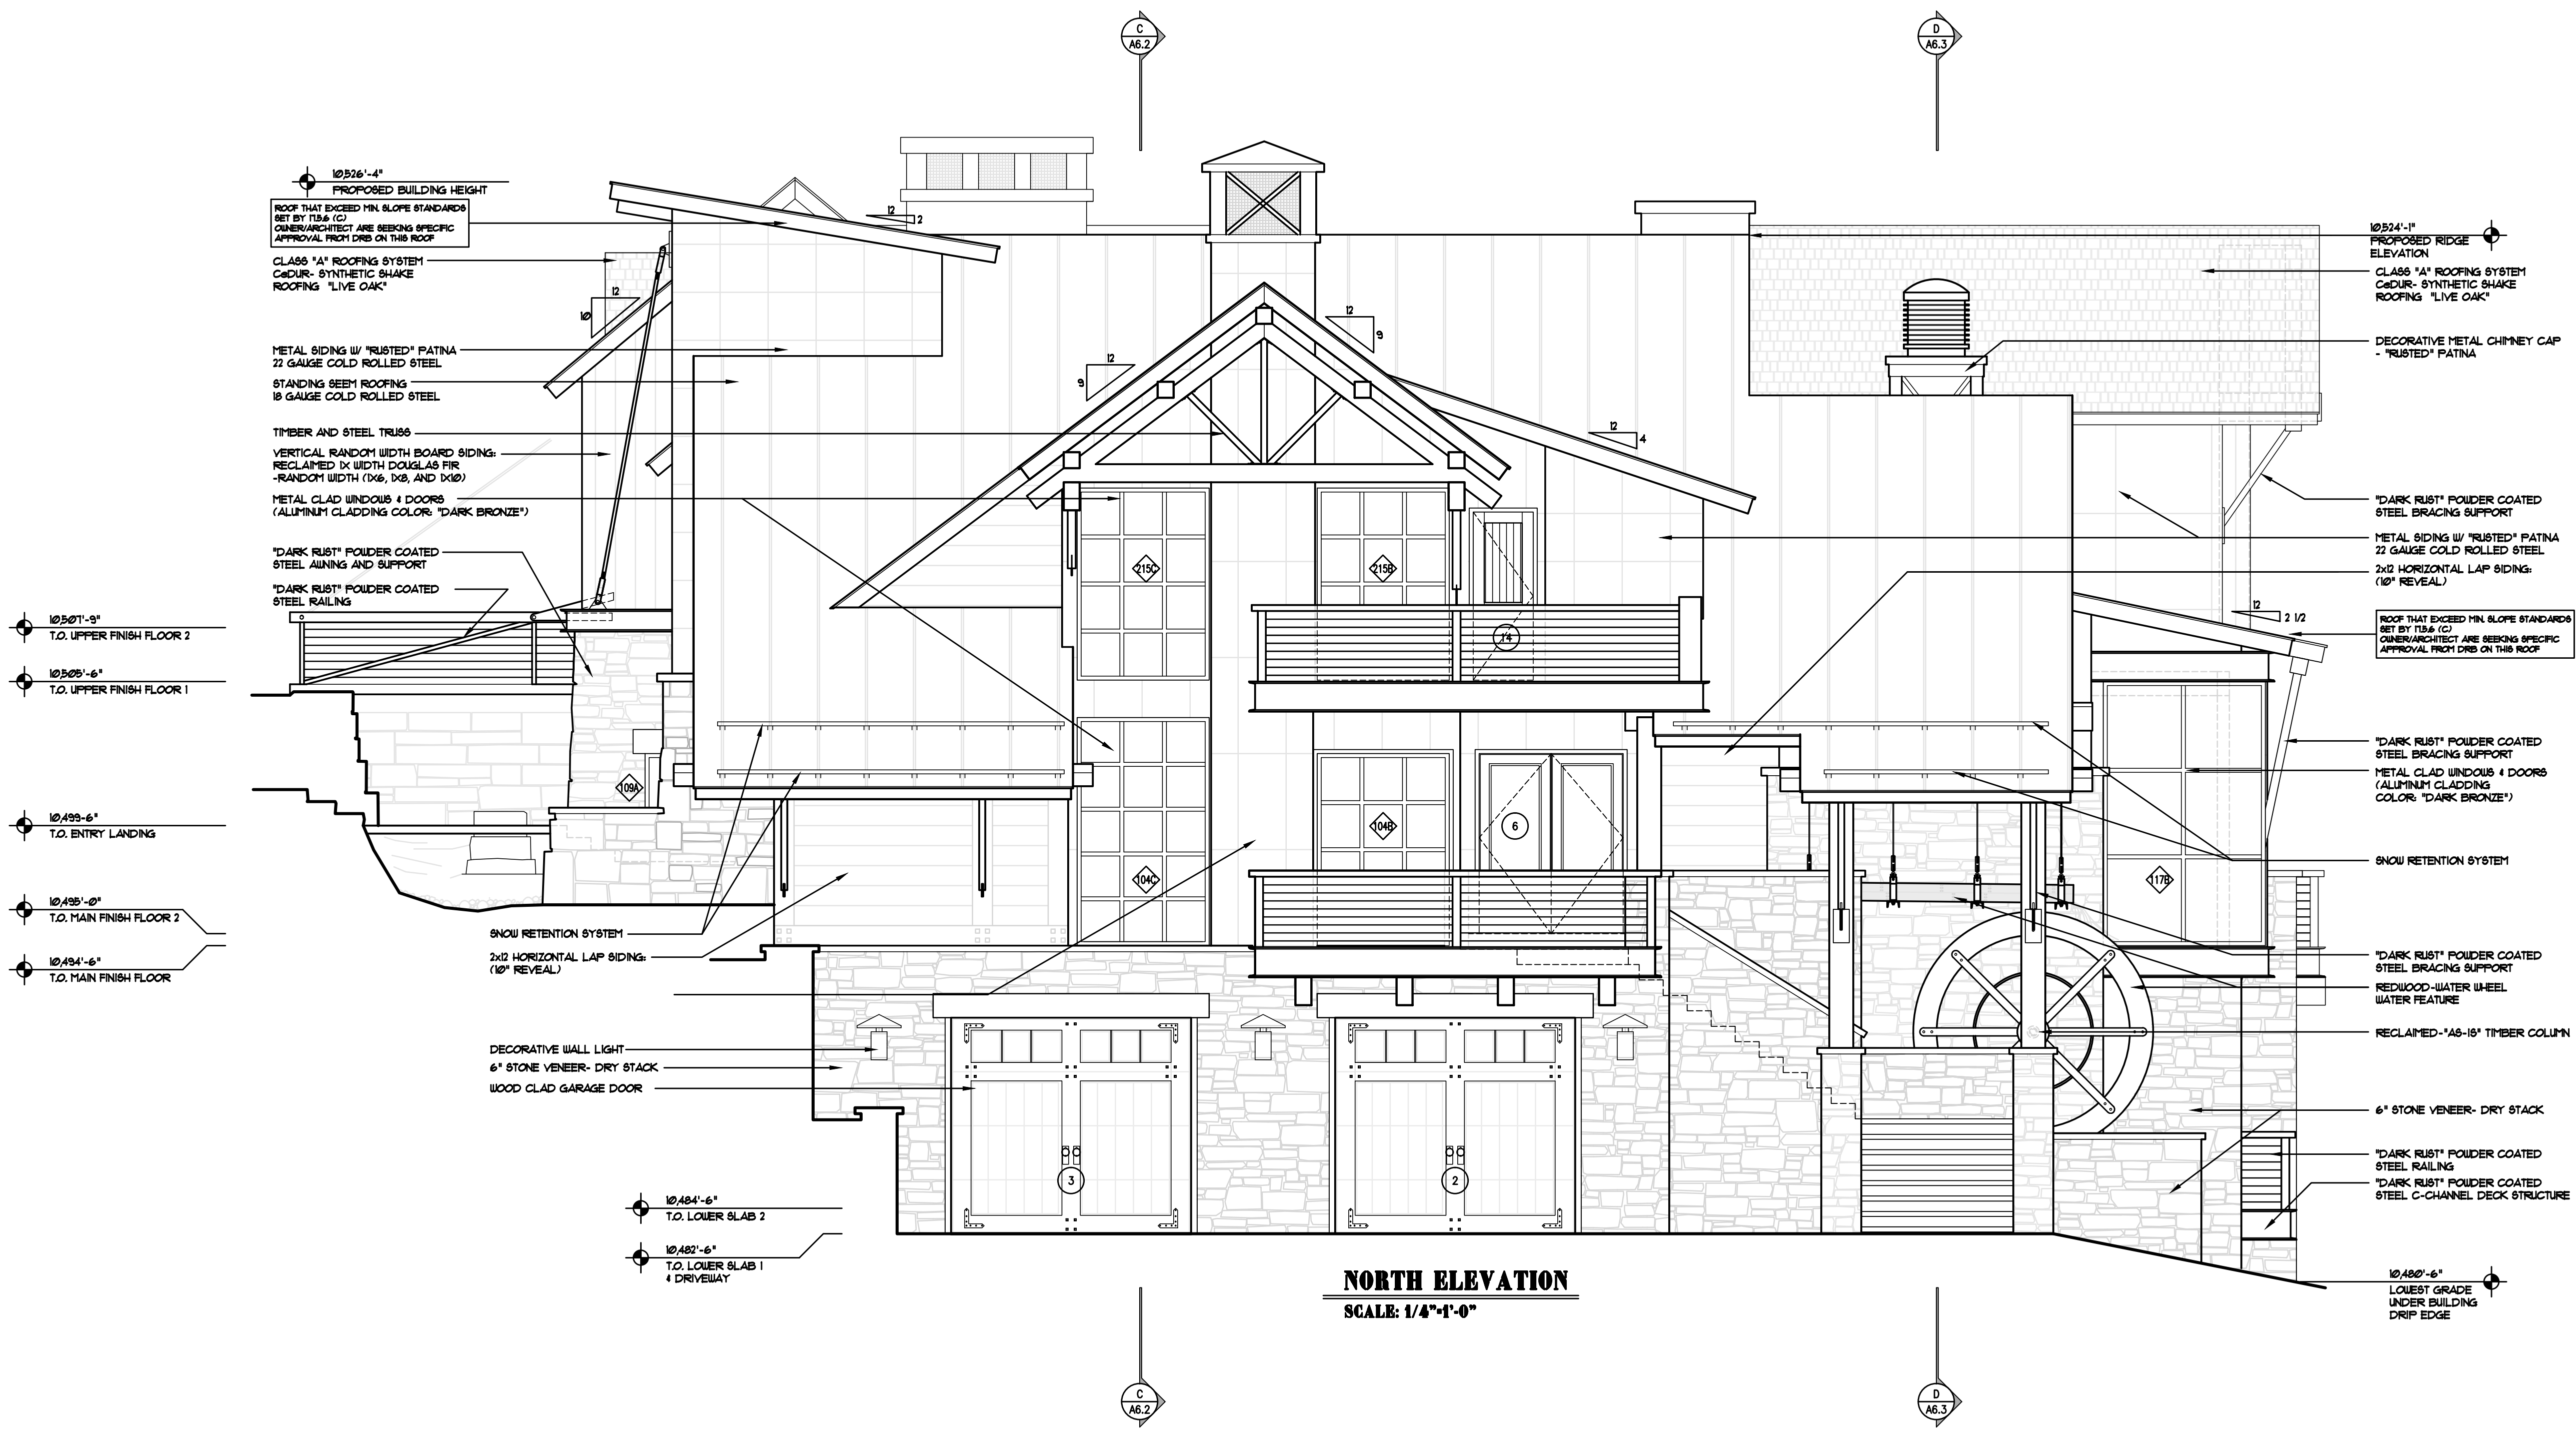 C
A6.2
D
A6.3
10,526'-4"
PROPOSED BUILDING HEIGHT
ROOF THAT EXCEED MIN. SLOPE STANDARDS
SET BY 17.5.6 (C)
OWNER/ARCHITECT ARE SEEKING SPECIFIC
APPROVAL FROM DRB ON THIS ROOF
CLASS "A" ROOFING SYSTEM
CeDUR- SYNTHETIC SHAKE
ROOFING "LIVE OAK"
METAL SIDING W/ "RUSTED" PATINA
22 GAUGE COLD ROLLED STEEL
STANDING SEEM ROOFING
18 GAUGE COLD ROLLED STEEL
TIMBER AND STEEL TRUSS
VERTICAL RANDOM WIDTH BOARD SIDING:
RECLAIMED 1X WIDTH DOUGLAS FIR
-RANDOM WIDTH (1X6, 1X8, AND 1X10)
METAL CLAD WINDOWS & DOORS
(ALUMINUM CLADDING COLOR: "DARK BRONZE")
"DARK RUST" POWDER COATED
STEEL AWNING AND SUPPORT
"DARK RUST" POWDER COATED
STEEL RAILING
10,507'-9"
T.O. UPPER FINISH FLOOR 2
10,505'-6"
T.O. UPPER FINISH FLOOR 1
10,499-6"
T.O. ENTRY LANDING
10,495'-0"
T.O. MAIN FINISH FLOOR 2
10,494'-6"
T.O. MAIN FINISH FLOOR
SNOW RETENTION SYSTEM
2x12 HORIZONTAL LAP SIDING:
(10" REVEAL)
DECORATIVE WALL LIGHT
6" STONE VENEER- DRY STACK
WOOD CLAD GARAGE DOOR
10,484'-6"
T.O. LOWER SLAB 2
10,482'-6"
T.O. LOWER SLAB 1
& DRIVEWAY
12
2
12
10
12
9
12
9
12
4
12
2 1/2
215C
215B
14
109A
104B
6
104C
117B
3
2
10,524'-1"
PROPOSED RIDGE
ELEVATION
CLASS "A" ROOFING SYSTEM
CeDUR- SYNTHETIC SHAKE
ROOFING "LIVE OAK"
DECORATIVE METAL CHIMNEY CAP
- "RUSTED" PATINA
"DARK RUST" POWDER COATED
STEEL BRACING SUPPORT
METAL SIDING W/ "RUSTED" PATINA
22 GAUGE COLD ROLLED STEEL
2x12 HORIZONTAL LAP SIDING:
(10" REVEAL)
ROOF THAT EXCEED MIN. SLOPE STANDARDS
SET BY 17.5.6 (C)
OWNER/ARCHITECT ARE SEEKING SPECIFIC
APPROVAL FROM DRB ON THIS ROOF
"DARK RUST" POWDER COATED
STEEL BRACING SUPPORT
METAL CLAD WINDOWS & DOORS
(ALUMINUM CLADDING
COLOR: "DARK BRONZE")
SNOW RETENTION SYSTEM
"DARK RUST" POWDER COATED
STEEL BRACING SUPPORT
REDWOOD-WATER WHEEL
WATER FEATURE
RECLAIMED-"AS-IS" TIMBER COLUMN
6" STONE VENEER- DRY STACK
"DARK RUST" POWDER COATED
STEEL RAILING
"DARK RUST" POWDER COATED
STEEL C-CHANNEL DECK STRUCTURE
10,480'-6"
LOWEST GRADE
UNDER BUILDING
DRIP EDGE
NORTH ELEVATION
SCALE: 1/4"=1'-0"
C
A6.2
D
A6.3